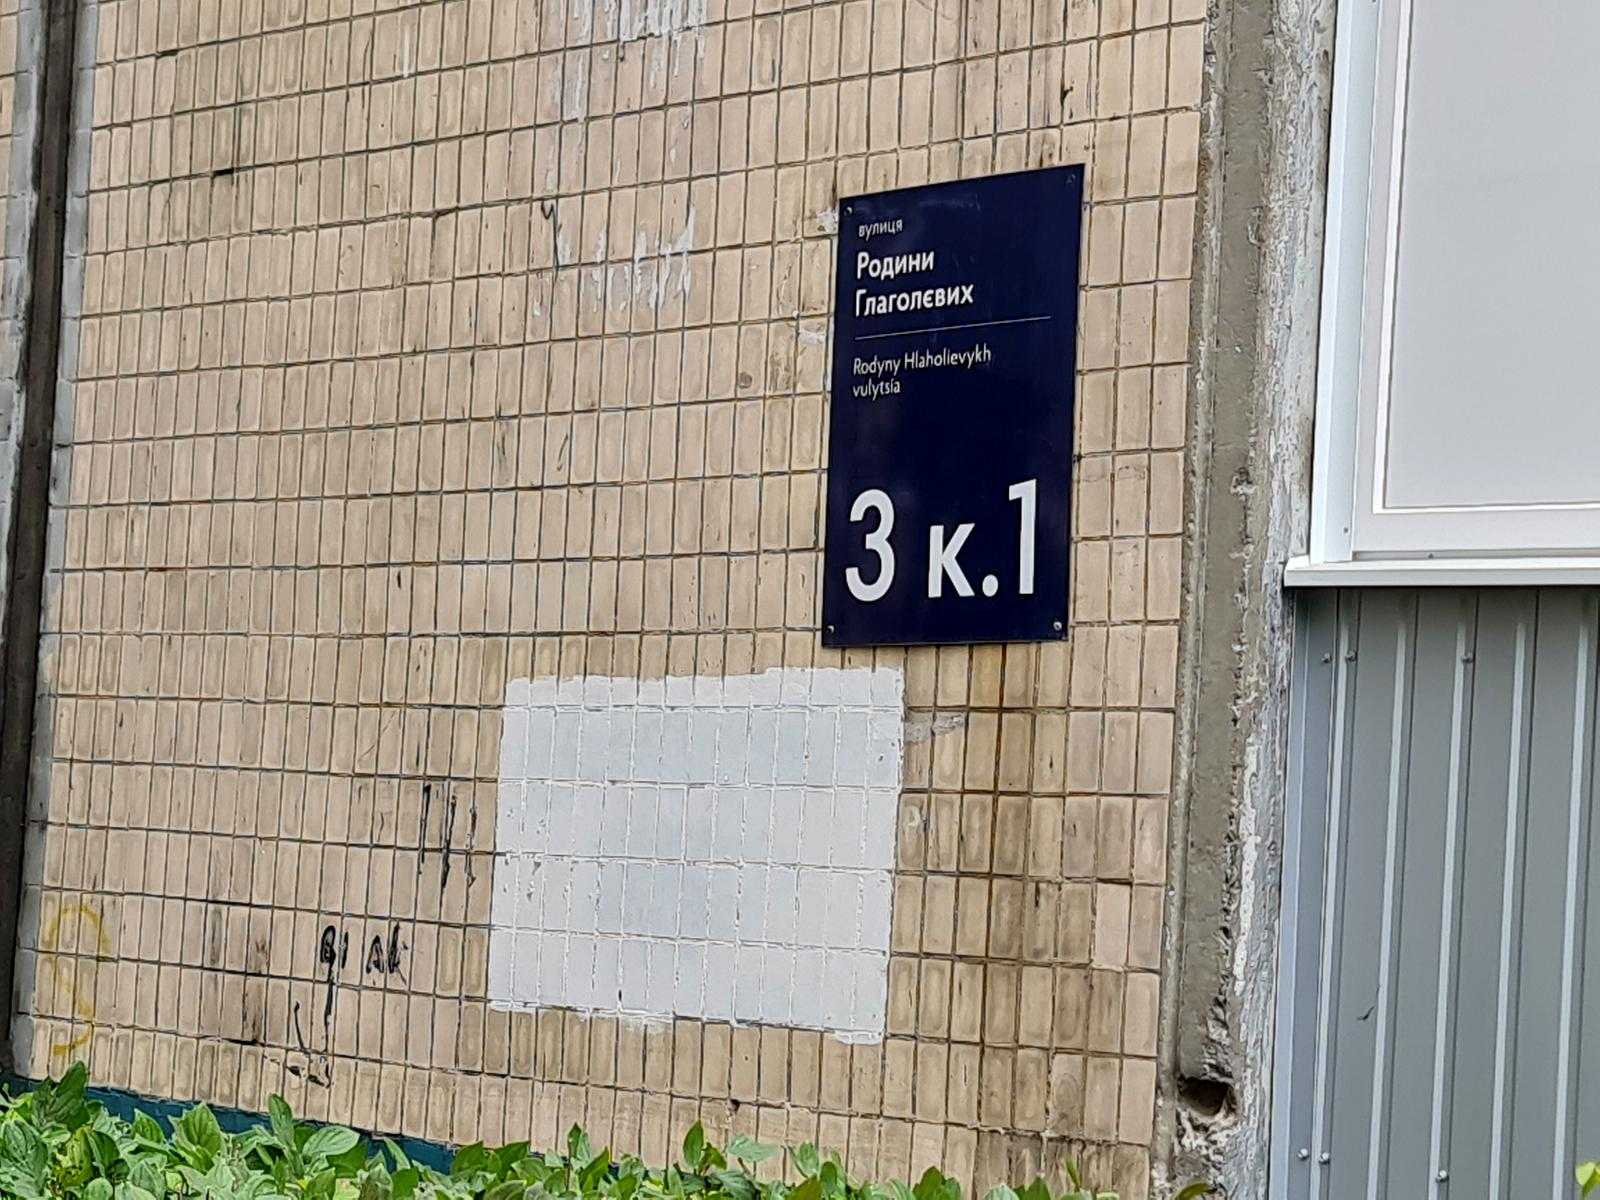 вулиця
Родини
Глаголєвих
Rodyny Hlaholievykh
vulytsia
3 к.1